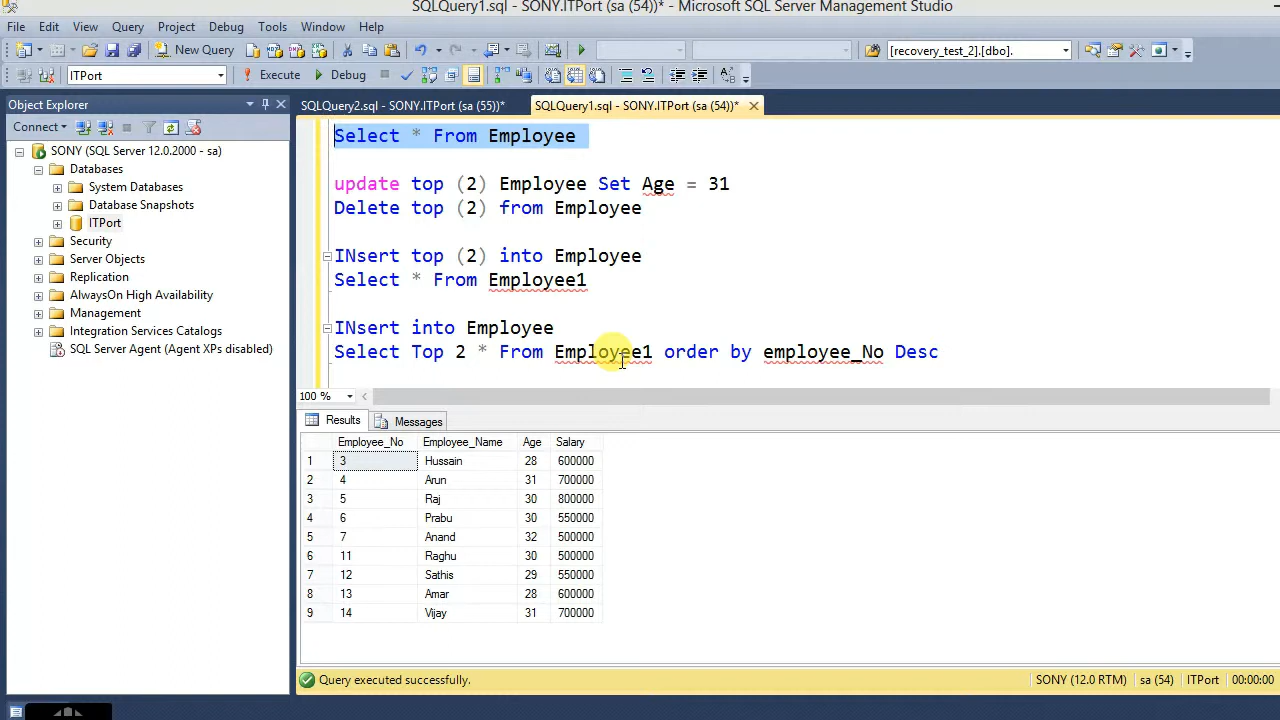 SQLQuery1.sql - SONY.ITPort (sa (54))* - Microsoft SQL Server Management Studio
File Edit View Query Project Debug Tools Window Help
New Query [recovery_test_2].[dbo].
ITPort Execute Debug
Object Explorer
Connect
SONY (SQL Server 12.0.2000 - sa)
Databases
System Databases
Database Snapshots
ITPort
Security
Server Objects
Replication
AlwaysOn High Availability
Management
Integration Services Catalogs
SQL Server Agent (Agent XPs disabled)
SQLQuery2.sql - SONY.ITPort (sa (55))* SQLQuery1.sql - SONY.ITPort (sa (54))*
Select * From Employee
update top (2) Employee Set Age = 31
Delete top (2) from Employee
INsert top (2) into Employee
Select * From Employee1
INsert into Employee
Select Top 2 * From Employee1 order by employee_No Desc
100 %
Results Messages
Employee_No Employee_Name Age Salary
1 3 Hussain 28 600000
2 4 Arun 31 700000
3 5 Raj 30 800000
4 6 Prabu 30 550000
5 7 Anand 32 500000
6 11 Raghu 30 500000
7 12 Sathis 29 550000
8 13 Amar 28 600000
9 14 Vijay 31 700000
Query executed successfully. SONY (12.0 RTM) sa (54) ITPort 00:00:00